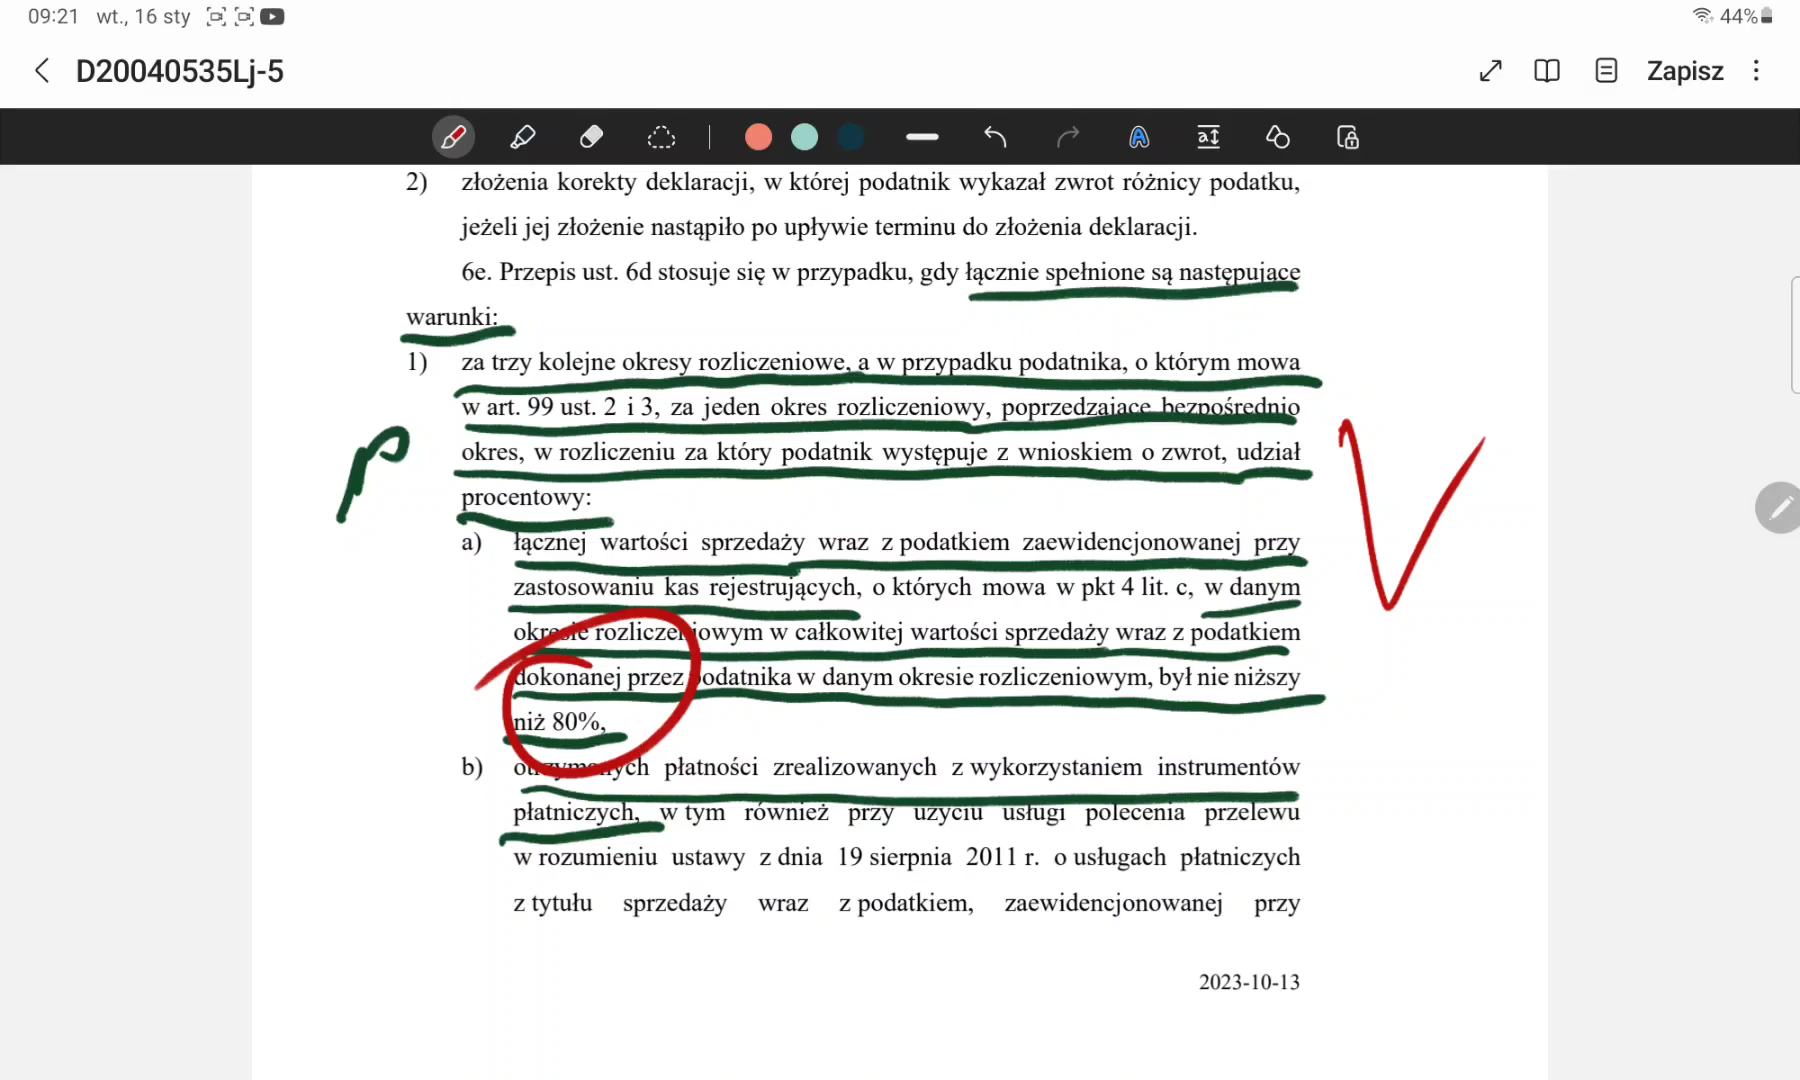 09:21 wt., 16 sty 44%
D20040535Lj-5 Zapisz
2) złożenia korekty deklaracji, w której podatnik wykazał zwrot różnicy podatku,
jeżeli jej złożenie nastąpiło po upływie terminu do złożenia deklaracji.
6e. Przepis ust. 6d stosuje się w przypadku, gdy łącznie spełnione są następujące
warunki:
1) za trzy kolejne okresy rozliczeniowe, a w przypadku podatnika, o którym mowa
w art. 99 ust. 2 i 3, za jeden okres rozliczeniowy, poprzedzające bezpośrednio
okres, w rozliczeniu za który podatnik występuje z wnioskiem o zwrot, udział
procentowy:
a) łącznej wartości sprzedaży wraz z podatkiem zaewidencjonowanej przy
zastosowaniu kas rejestrujących, o których mowa w pkt 4 lit. c, w danym
okresie rozliczeniowym w całkowitej wartości sprzedaży wraz z podatkiem
dokonanej przez podatnika w danym okresie rozliczeniowym, był nie niższy
niż 80%,
b) otrzymanych płatności zrealizowanych z wykorzystaniem instrumentów
płatniczych, w tym również przy użyciu usługi polecenia przelewu
w rozumieniu ustawy z dnia 19 sierpnia 2011 r. o usługach płatniczych
z tytułu sprzedaży wraz z podatkiem, zaewidencjonowanej przy
2023-10-13